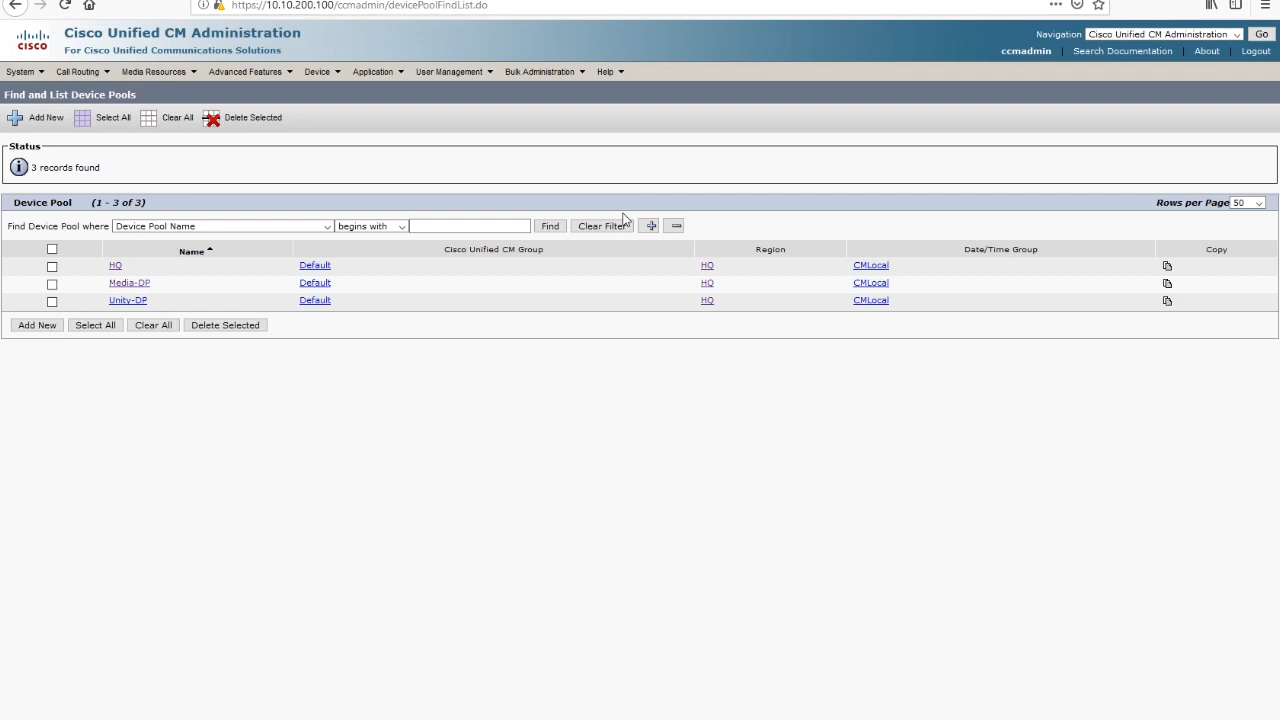 https://10.10.200.100/ccmadmin/devicePoolFindList.do
Cisco Unified CM Administration
For Cisco Unified Communications Solutions
CISCO
Navigation Cisco Unified CM Administration Go
ccmadmin Search Documentation About Logout
System Call Routing Media Resources Advanced Features Device Application User Management Bulk Administration Help
Find and List Device Pools
Add New Select All Clear All Delete Selected
Status
3 records found
Device Pool (1 - 3 of 3) Rows per Page 50
Find Device Pool where Device Pool Name begins with Find Clear Filter
Name Cisco Unified CM Group Region Date/Time Group Copy
HQ Default HQ CMLocal
Media-DP Default HQ CMLocal
Unity-DP Default HQ CMLocal
Add New Select All Clear All Delete Selected